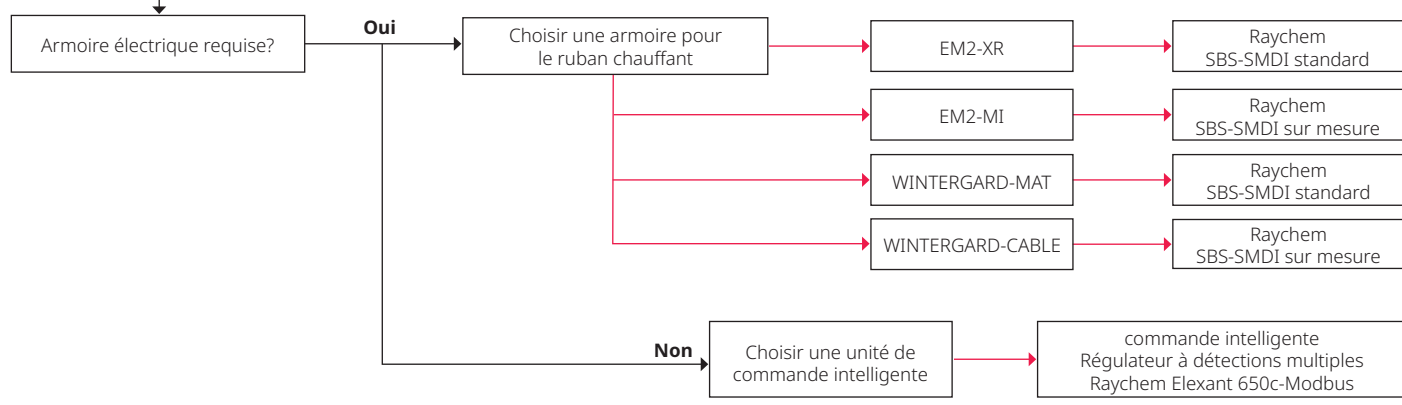 Armoire électrique requise?
Oui
Choisir une armoire pour
le ruban chauffant
EM2-XR
Raychem
SBS-SMDI standard
EM2-MI
Raychem
SBS-SMDI sur mesure
WINTERGARD-MAT
Raychem
SBS-SMDI standard
WINTERGARD-CABLE
Raychem
SBS-SMDI sur mesure
Non
Choisir une unité de
commande intelligente
commande intelligente
Régulateur à détections multiples
Raychem Elexant 650c-Modbus